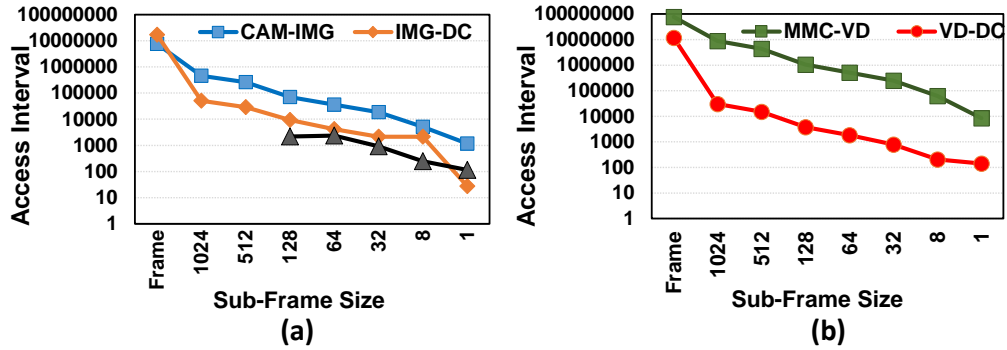 CAM-IMG IMG-DC
100000000
10000000
1000000
100000
10000
1000
100
10
1
Access Interval
Frame 1024 512 128 64 32 8 1
Sub-Frame Size
(a)
MMC-VD VD-DC
100000000
10000000
1000000
100000
10000
1000
100
10
1
Access Interval
Frame 1024 512 128 64 32 8 1
Sub-Frame Size
(b)